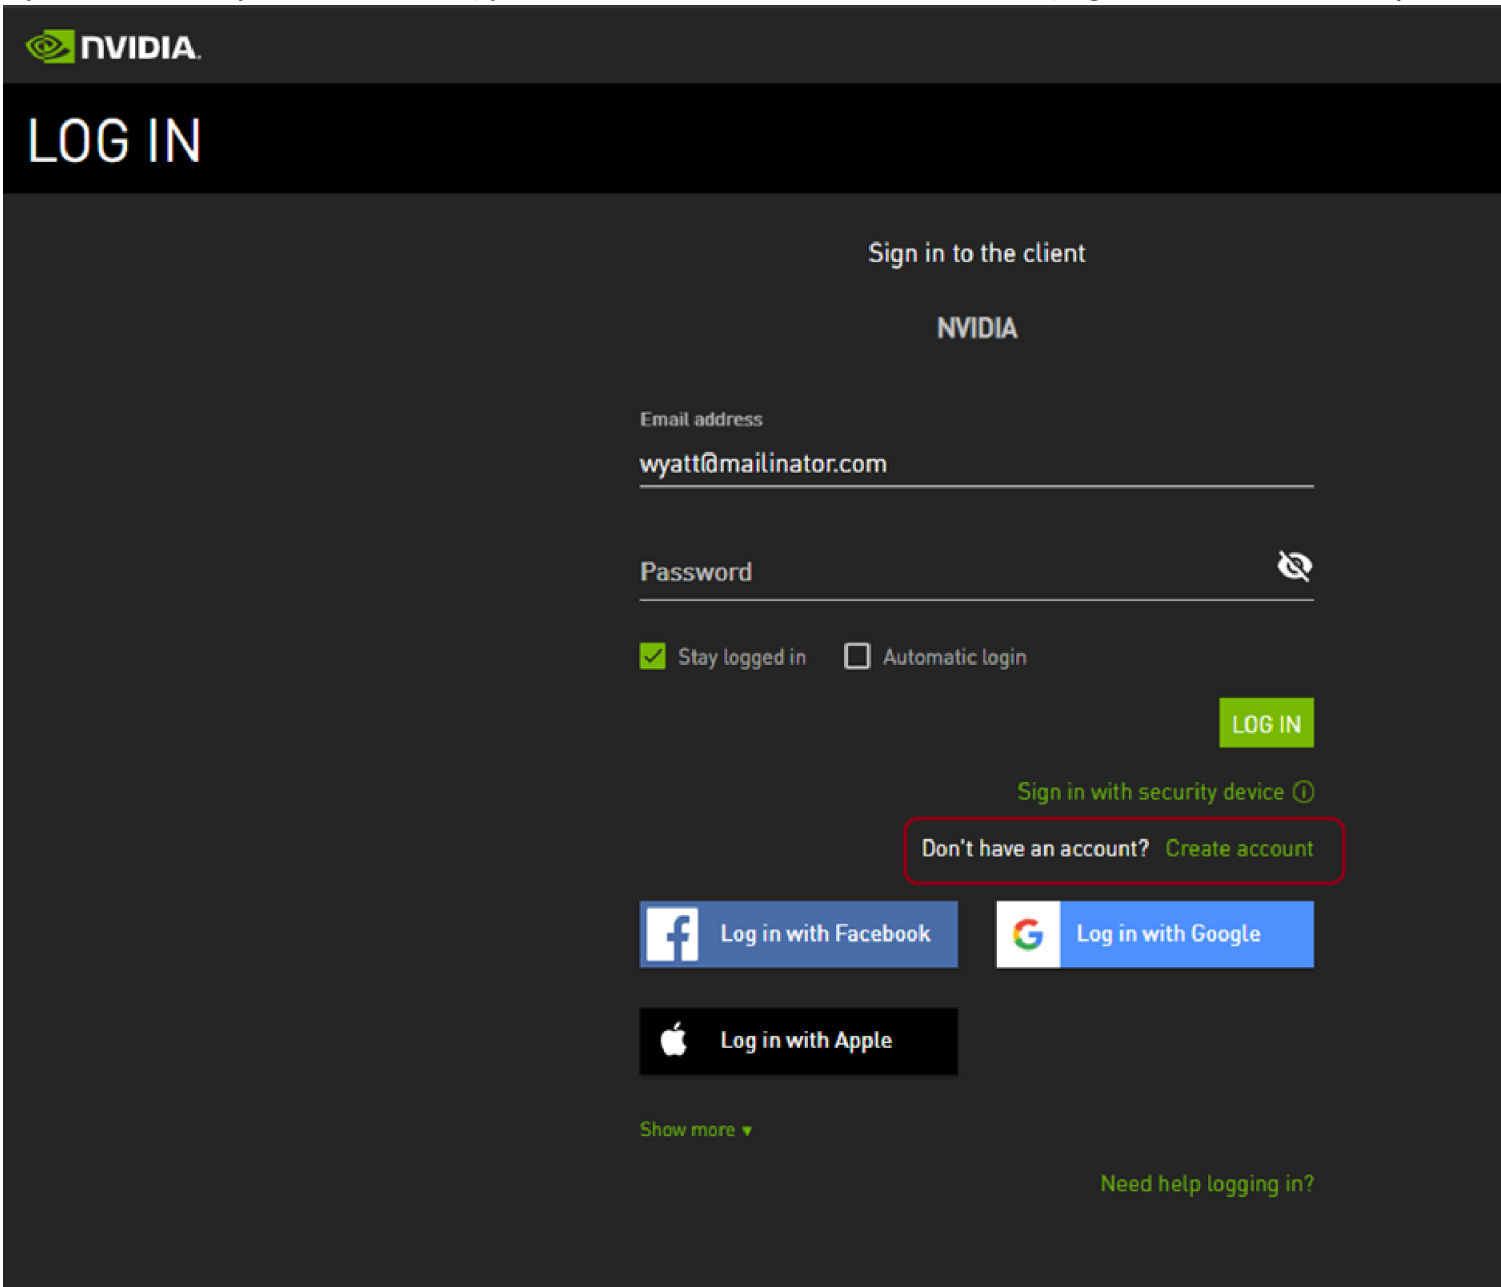 NVIDIA.
LOG IN
Sign in to the client
NVIDIA
Email address
wyatt@mailinator.com
Password
Stay logged in Automatic login
LOG IN
Sign in with security device
Don't have an account? Create account
Log in with Facebook Log in with Google
Log in with Apple
Show more ▾
Need help logging in?